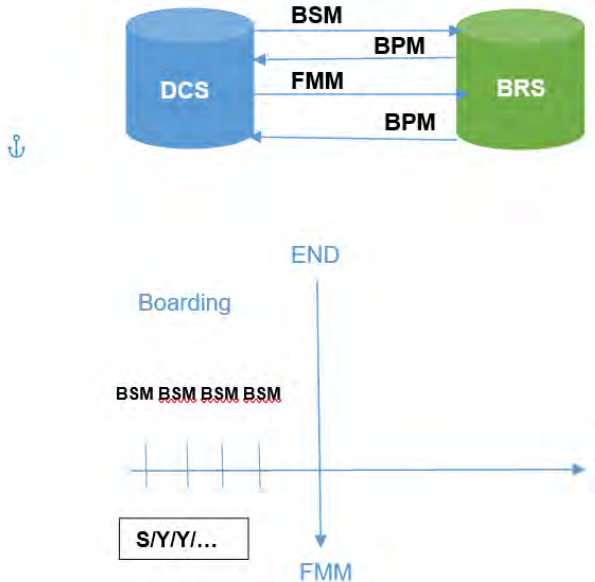 BSM
BPM
DCS
FMM
BRS
BPM
END
Boarding
BSM BSM BSM BSM
S/Y/Y/...
FMM